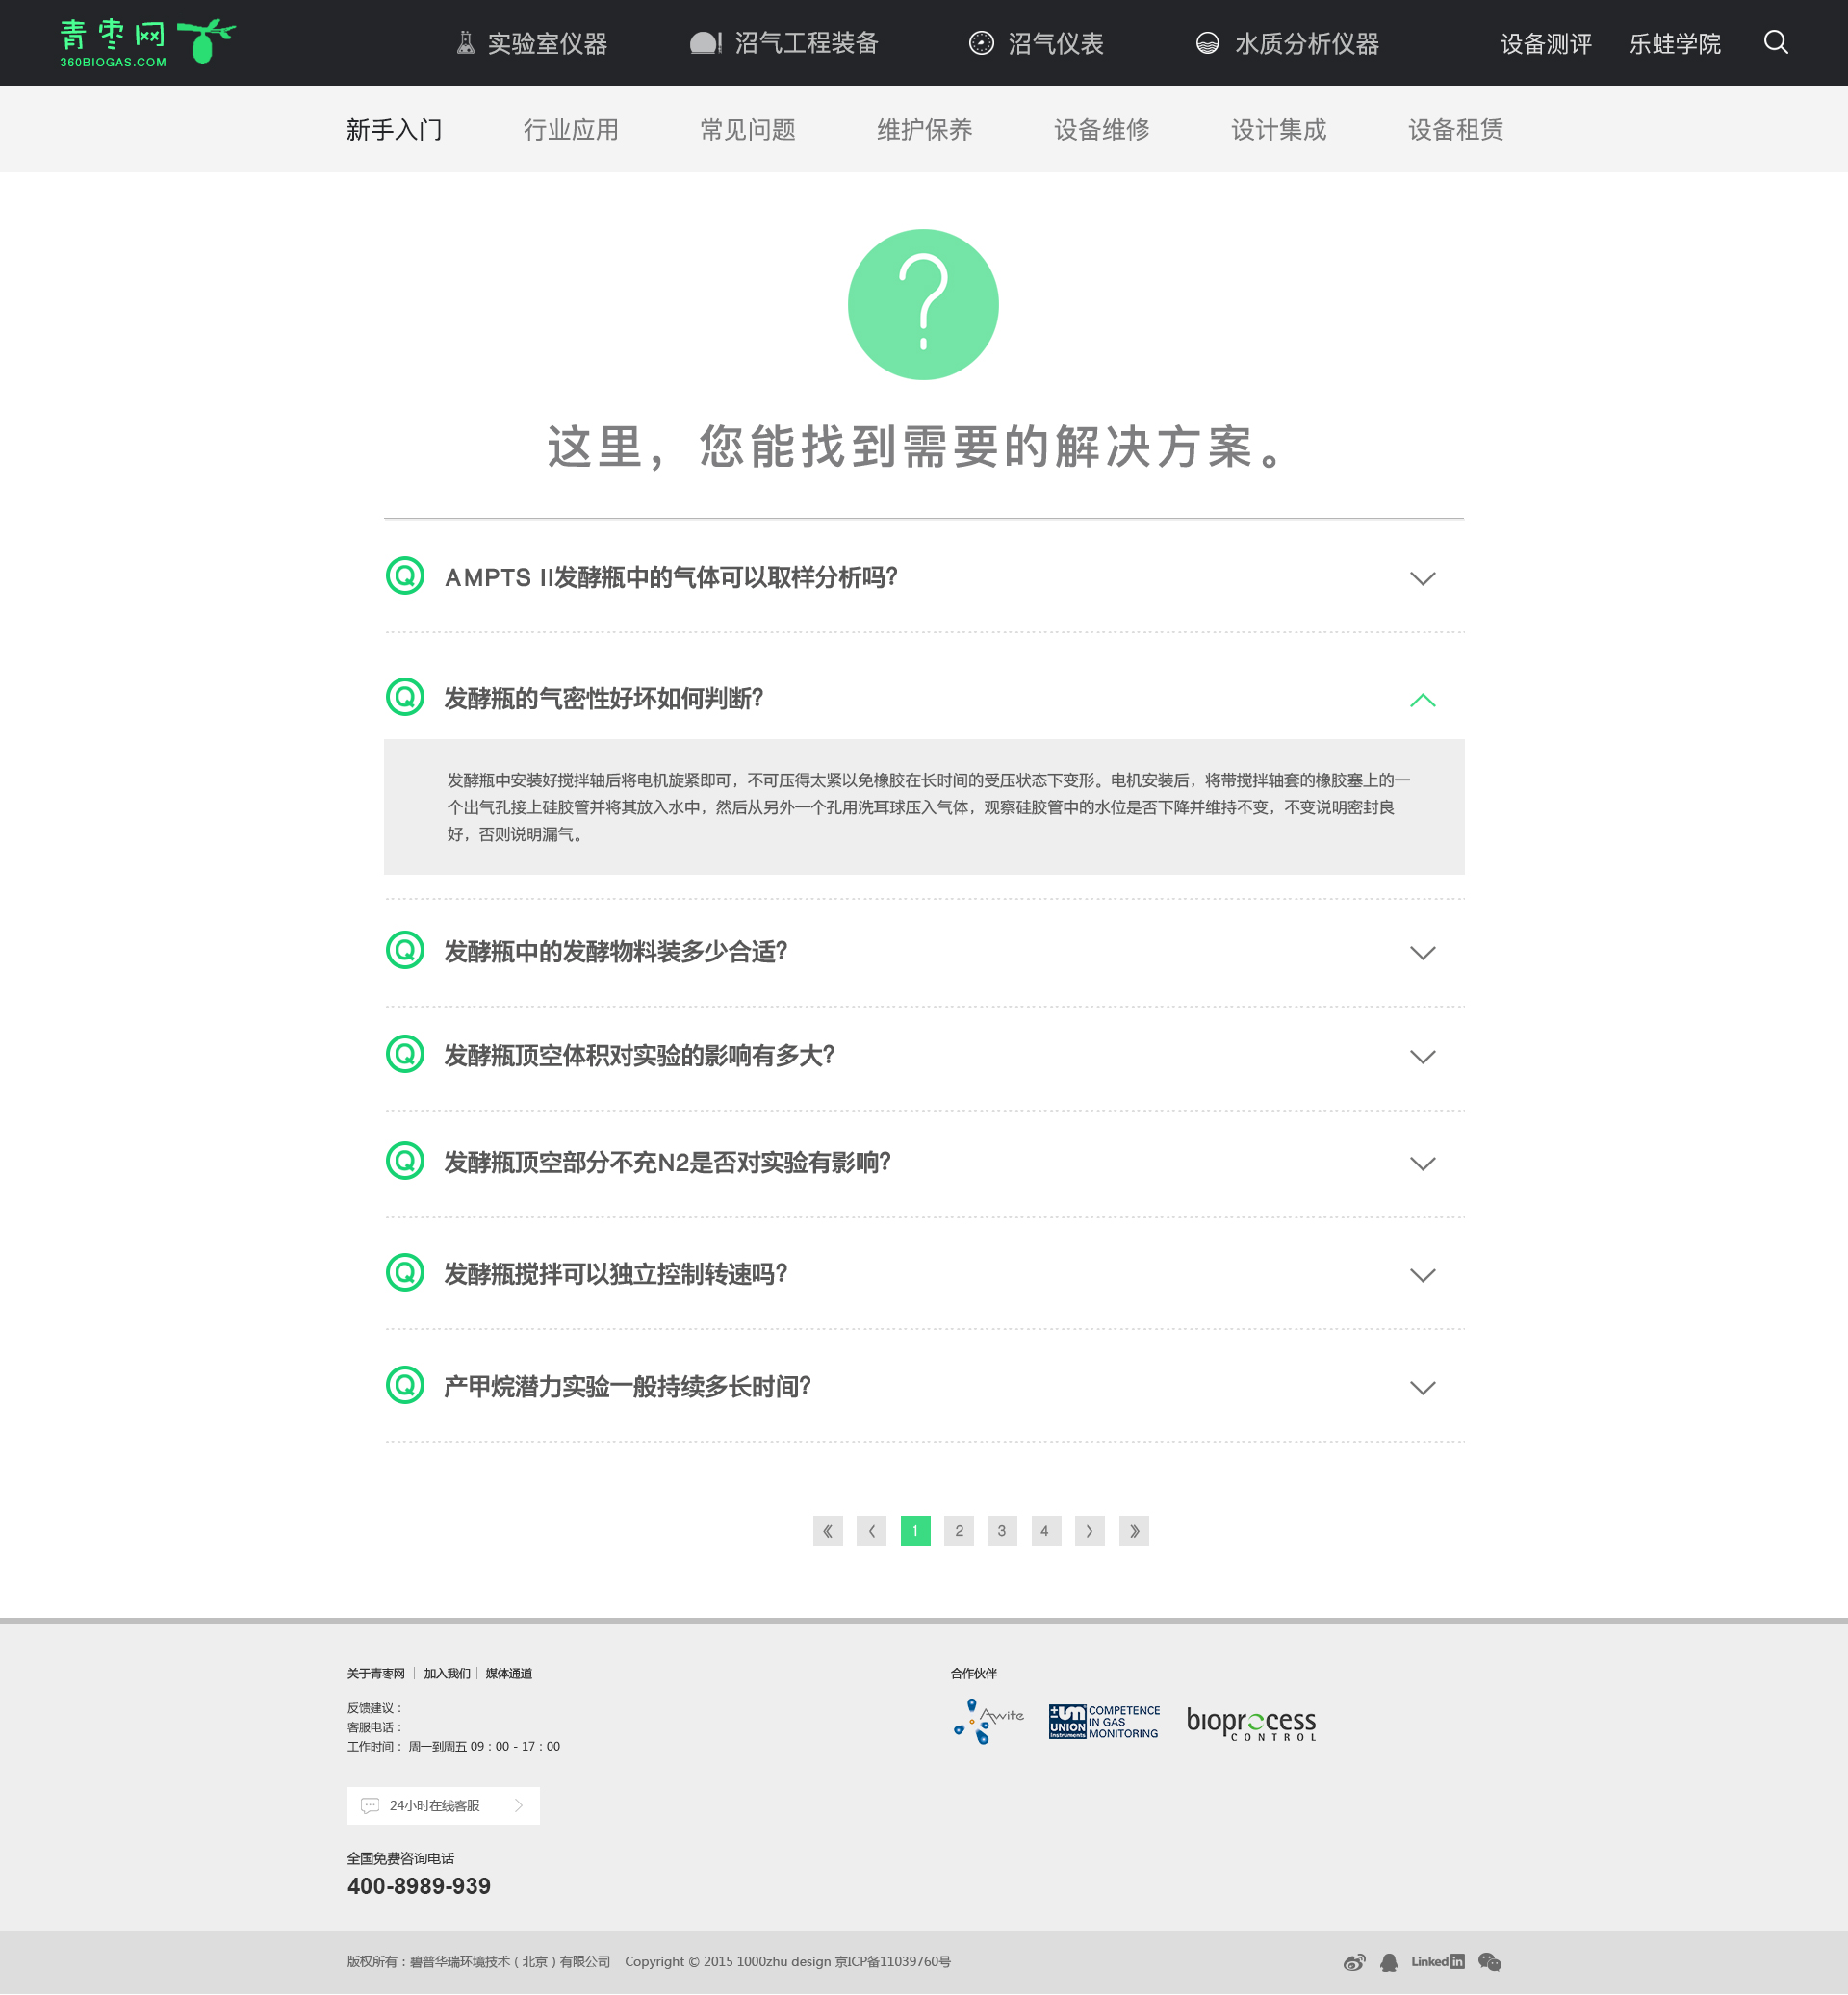 青枣网
360BIOGAS.COM
实验室仪器
沼气工程装备
沼气仪表
水质分析仪器
设备测评
乐蛙学院
新手入门
行业应用
常见问题
维护保养
设备维修
设计集成
设备租赁
这里，您能找到需要的解决方案。
Q AMPTS II发酵瓶中的气体可以取样分析吗？
Q 发酵瓶的气密性好坏如何判断？
发酵瓶中安装好搅拌轴后将电机旋紧即可，不可压得太紧以免橡胶在长时间的受压状态下变形。电机安装后，将带搅拌轴套的橡胶塞上的一
个出气孔接上硅胶管并将其放入水中，然后从另外一个孔用洗耳球压入气体，观察硅胶管中的水位是否下降并维持不变，不变说明密封良
好，否则说明漏气。
Q 发酵瓶中的发酵物料装多少合适？
Q 发酵瓶顶空体积对实验的影响有多大？
Q 发酵瓶顶空部分不充N2是否对实验有影响？
Q 发酵瓶搅拌可以独立控制转速吗？
Q 产甲烷潜力实验一般持续多长时间？
《 〈 1 2 3 4 〉 》
关于青枣网 | 加入我们 | 媒体通道
反馈建议：
客服电话：
工作时间： 周一到周五 09：00 - 17：00
24小时在线客服
全国免费咨询电话
400-8989-939
合作伙伴
Awite
UNION Instruments
COMPETENCE
IN GAS
MONITORING
bioprocess
CONTROL
版权所有：碧普华瑞环境技术（北京）有限公司 Copyright © 2015 1000zhu design 京ICP备11039760号
Linked in